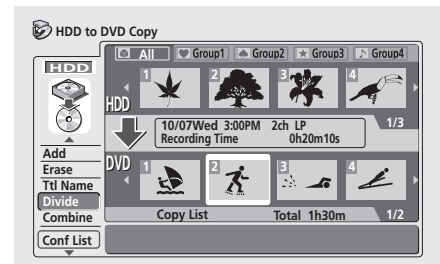 HDD to
DVD Copy
HDD
All Group1 Group2 Group3 Group4
HDD
1 2 3 4
10/07Wed 3:00PM 2ch LP
Recording Time 0h20m10s
1/3
DVD
1 2 3 4
Copy List Total 1h30m 1/2
Add
Erase
Ttl Name
Divide
Combine
Conf List